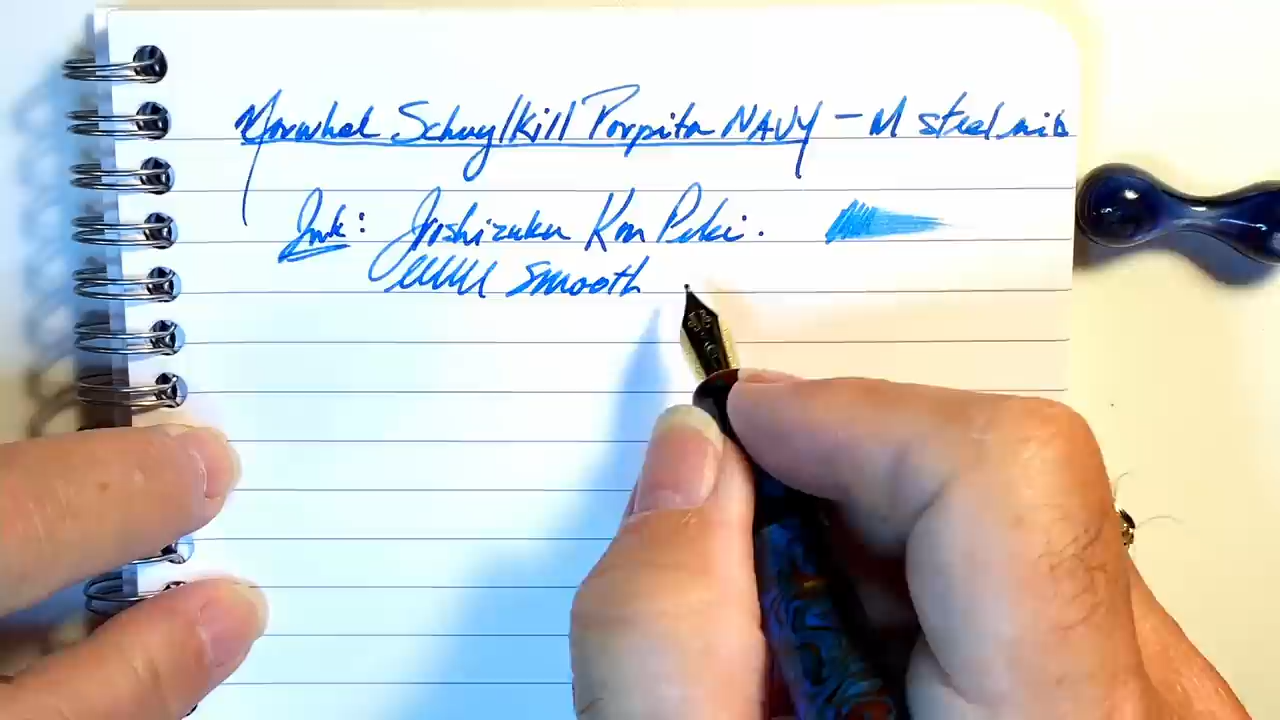 Narwhal Schuylkill Porpita NAVY - M steel nib
Ink: Iroshizuku Kon Peki.
smooth